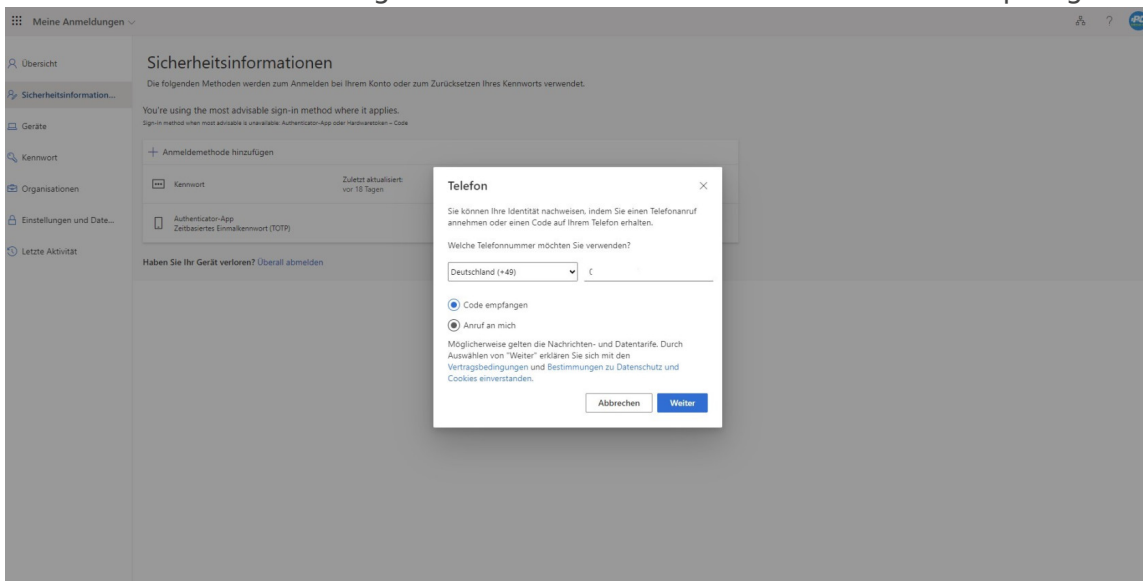 Meine Anmeldungen
?
Übersicht
Sicherheitsinformation...
Geräte
Kennwort
Organisationen
Einstellungen und Date...
Letzte Aktivität
Sicherheitsinformationen
Die folgenden Methoden werden zum Anmelden bei Ihrem Konto oder zum Zurücksetzen Ihres Kennworts verwendet.
You're using the most advisable sign-in method where it applies.
Sign-in method when most advisable is unavailable: Authenticator-App oder Hardwaretoken – Code
+ Anmeldemethode hinzufügen
Kennwort
Zuletzt aktualisiert:
vor 18 Tagen
Authenticator-App
Zeitbasiertes Einmalkennwort (TOTP)
Haben Sie Ihr Gerät verloren? Überall abmelden
Telefon
Sie können Ihre Identität nachweisen, indem Sie einen Telefonanruf
annehmen oder einen Code auf Ihrem Telefon erhalten.
Welche Telefonnummer möchten Sie verwenden?
Deutschland (+49)
Code empfangen
Anruf an mich
Möglicherweise gelten die Nachrichten- und Datentarife. Durch
Auswählen von "Weiter" erklären Sie sich mit den
Vertragsbedingungen und Bestimmungen zu Datenschutz und
Cookies einverstanden.
Abbrechen
Weiter